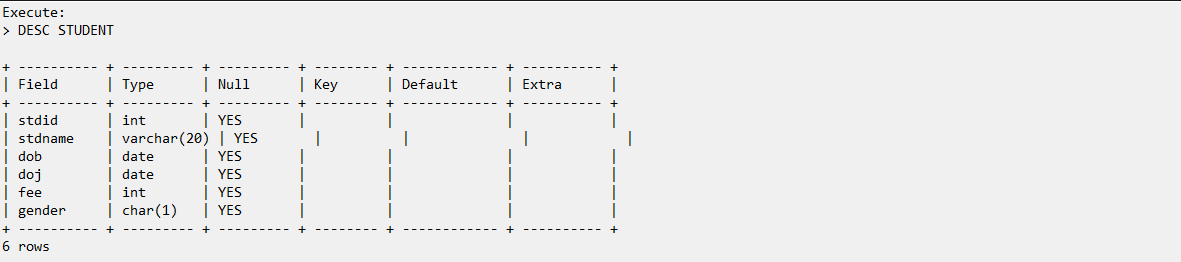 Execute:
> DESC STUDENT
+ ---------- + --------- + --------- + -------- + ------------ + ---------- +
| Field      | Type      | Null      | Key      | Default      | Extra      |
+ ---------- + --------- + --------- + -------- + ------------ + ---------- +
| stdid      | int       | YES       |          |              |            |
| stdname    | varchar(20) | YES       |          |              |            |
| dob        | date      | YES       |          |              |            |
| doj        | date      | YES       |          |              |            |
| fee        | int       | YES       |          |              |            |
| gender     | char(1)   | YES       |          |              |            |
+ ---------- + --------- + --------- + -------- + ------------ + ---------- +
6 rows